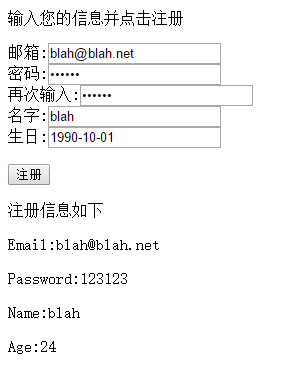 输入您的信息并点击注册
邮箱:blah@blah.net
密码:••••••
再次输入:••••••
名字:blah
生日:1990-10-01
注册
注册信息如下
Email:blah@blah.net
Password:123123
Name:blah
Age:24